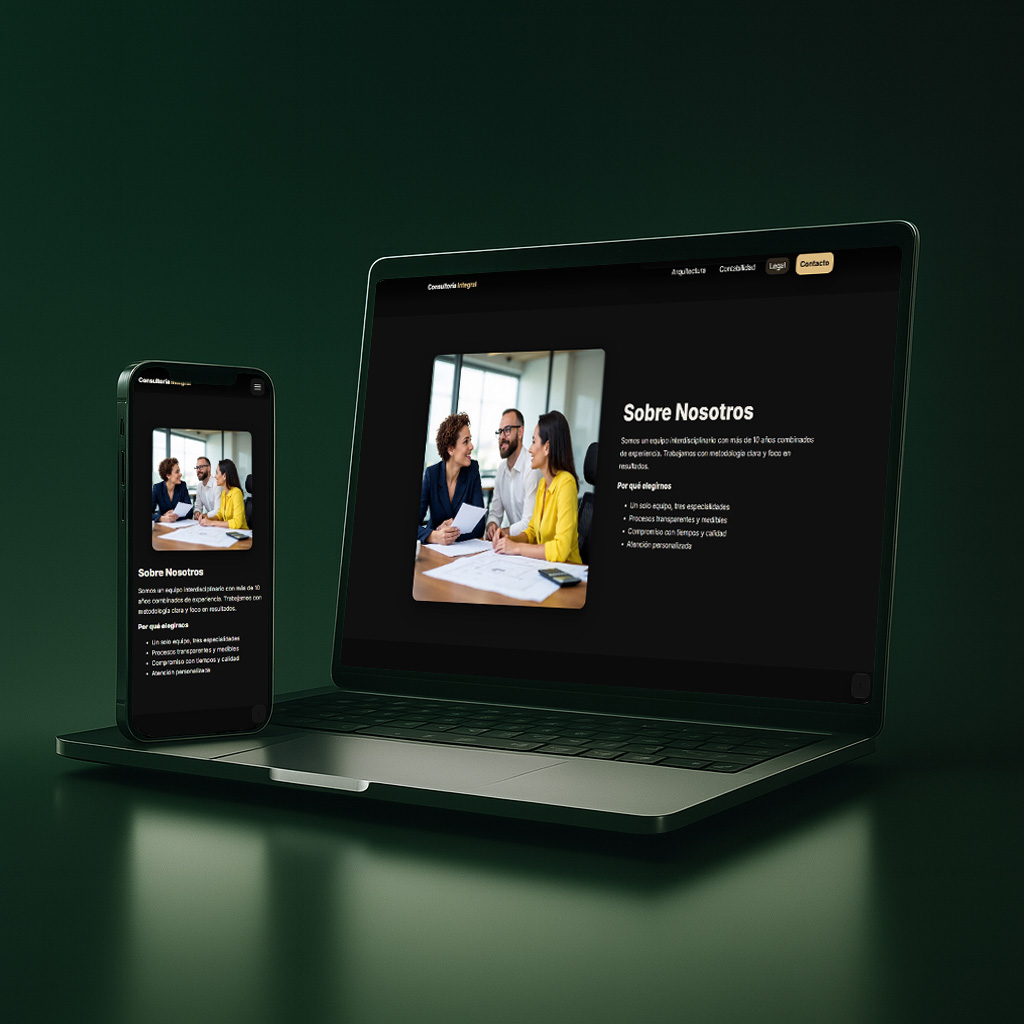 Consultoría Integral
Arquitectura Contabilidad Legal Contacto
Sobre Nosotros
Somos un equipo interdisciplinario con más de 10 años combinados
de experiencia. Trabajamos con metodología clara y foco en
resultados.
Por qué elegirnos
• Un solo equipo, tres especialidades
• Procesos transparentes y medibles
• Compromiso con tiempos y calidad
• Atención personalizada
Consultoría Integral
Sobre Nosotros
Somos un equipo interdisciplinario con más de 10
años combinados de experiencia. Trabajamos con
metodología clara y foco en resultados.
Por qué elegirnos
• Un solo equipo, tres especialidades
• Procesos transparentes y medibles
• Compromiso con tiempos y calidad
• Atención personalizada